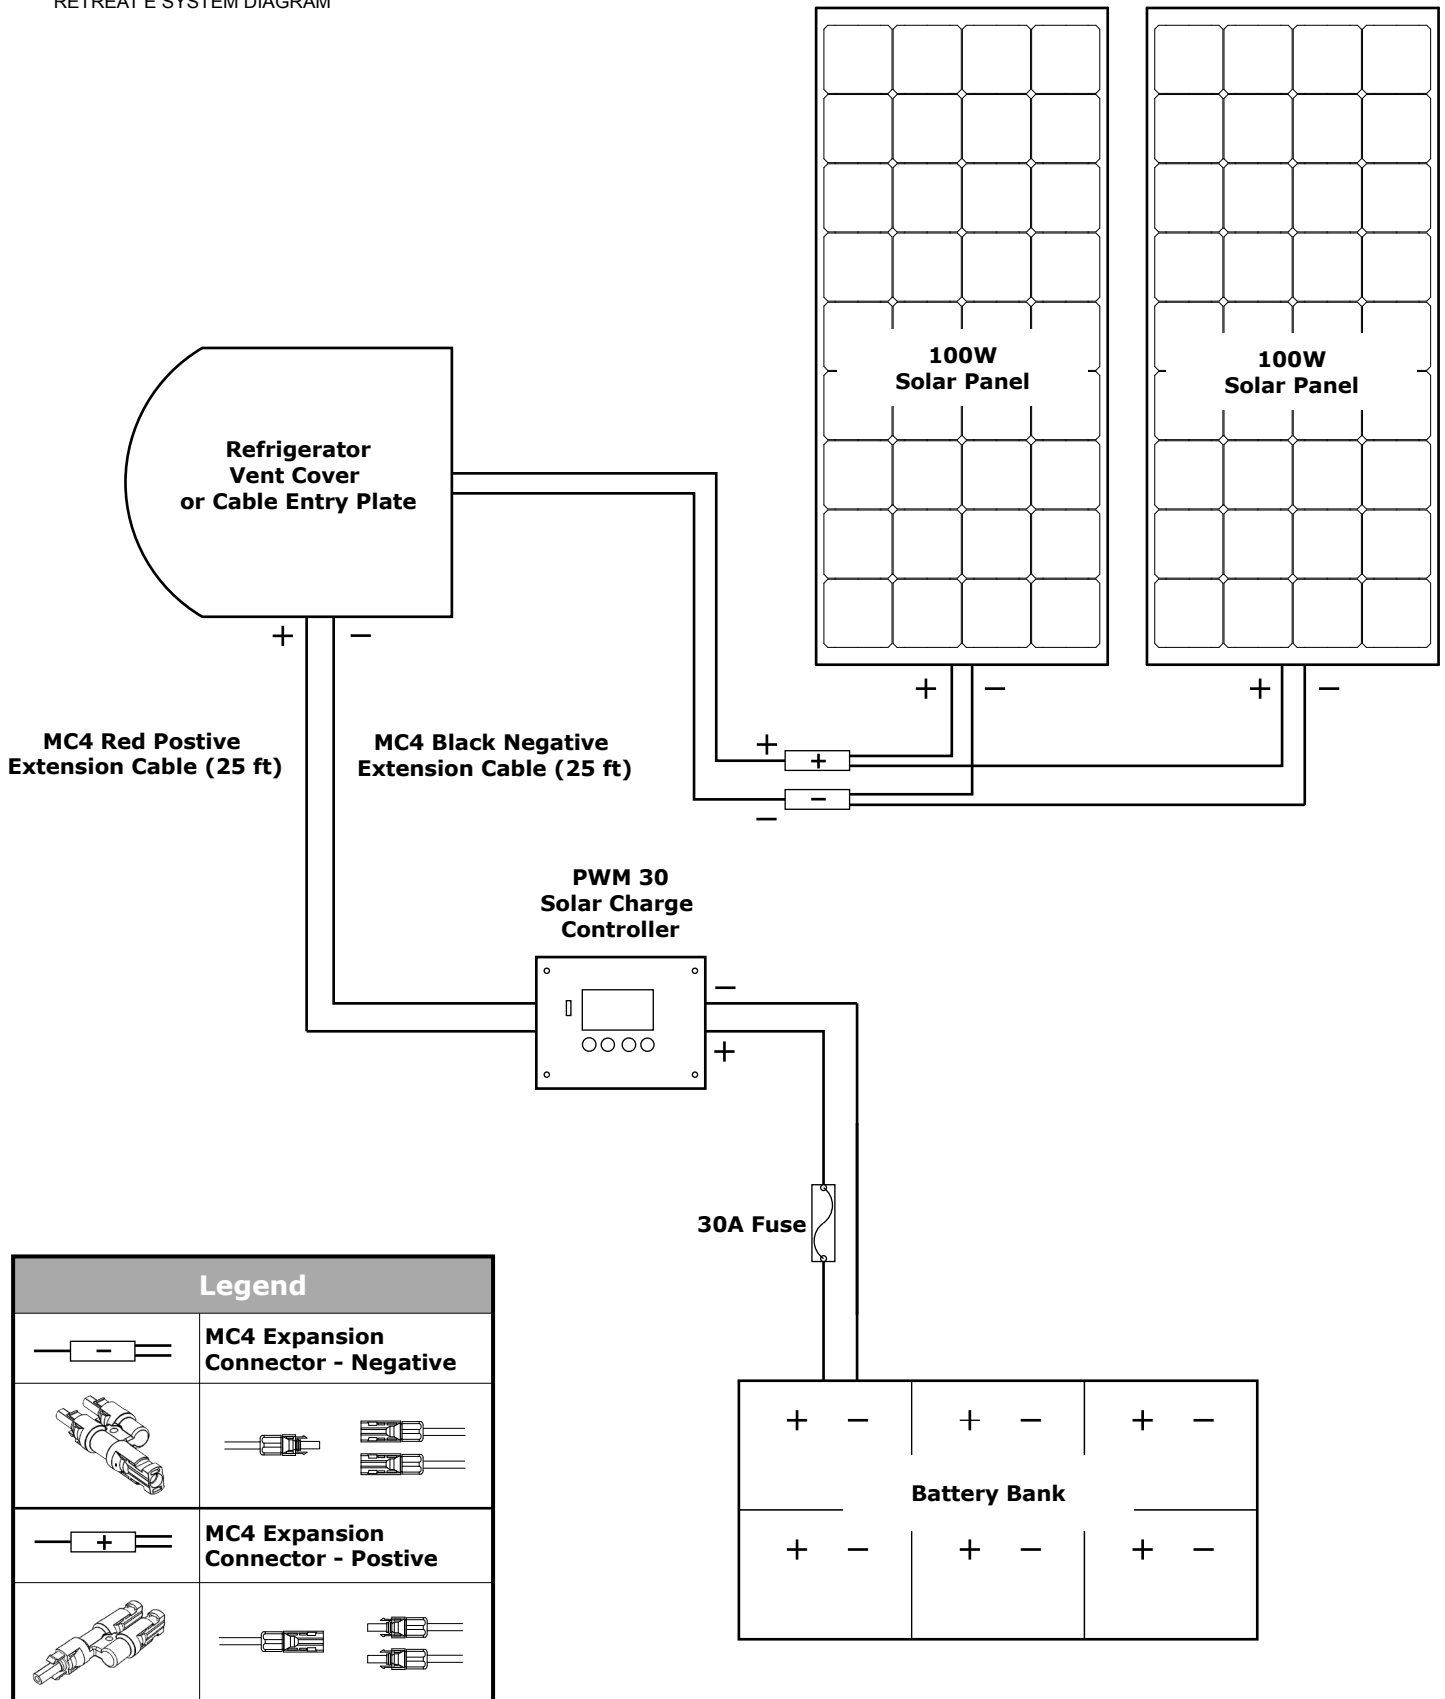 RETREAT E SYSTEM DIAGRAM
100W
Solar Panel
100W
Solar Panel
Refrigerator
Vent Cover
or Cable Entry Plate
+ −
+ −
+ −
MC4 Red Postive
Extension Cable (25 ft)
MC4 Black Negative
Extension Cable (25 ft)
+
+
−
−
PWM 30
Solar Charge
Controller
−
+
30A Fuse
Legend
−
MC4 Expansion
Connector - Negative
+
MC4 Expansion
Connector - Postive
+ − + − + −
Battery Bank
+ − + − + −